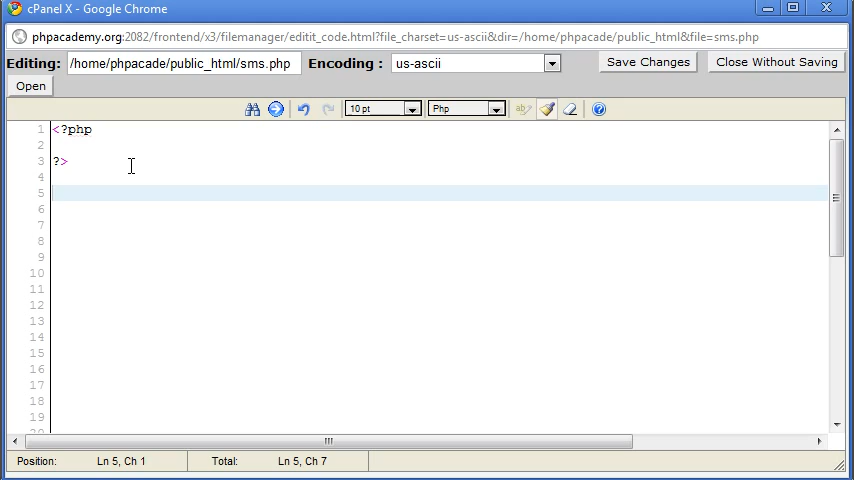 cPanel X - Google Chrome
phpacademy.org:2082/frontend/x3/filemanager/editit_code.html?file_charset=us-ascii&dir=/home/phpacade/public_html&file=sms.php
Editing: /home/phpacade/public_html/sms.php Encoding : us-ascii Save Changes Close Without Saving
Open
10 pt Php
1 <?php
2
3 ?>
4
5
6
7
8
9
10
11
12
13
14
15
16
17
18
19
20
Position: Ln 5, Ch 1 Total: Ln 5, Ch 7